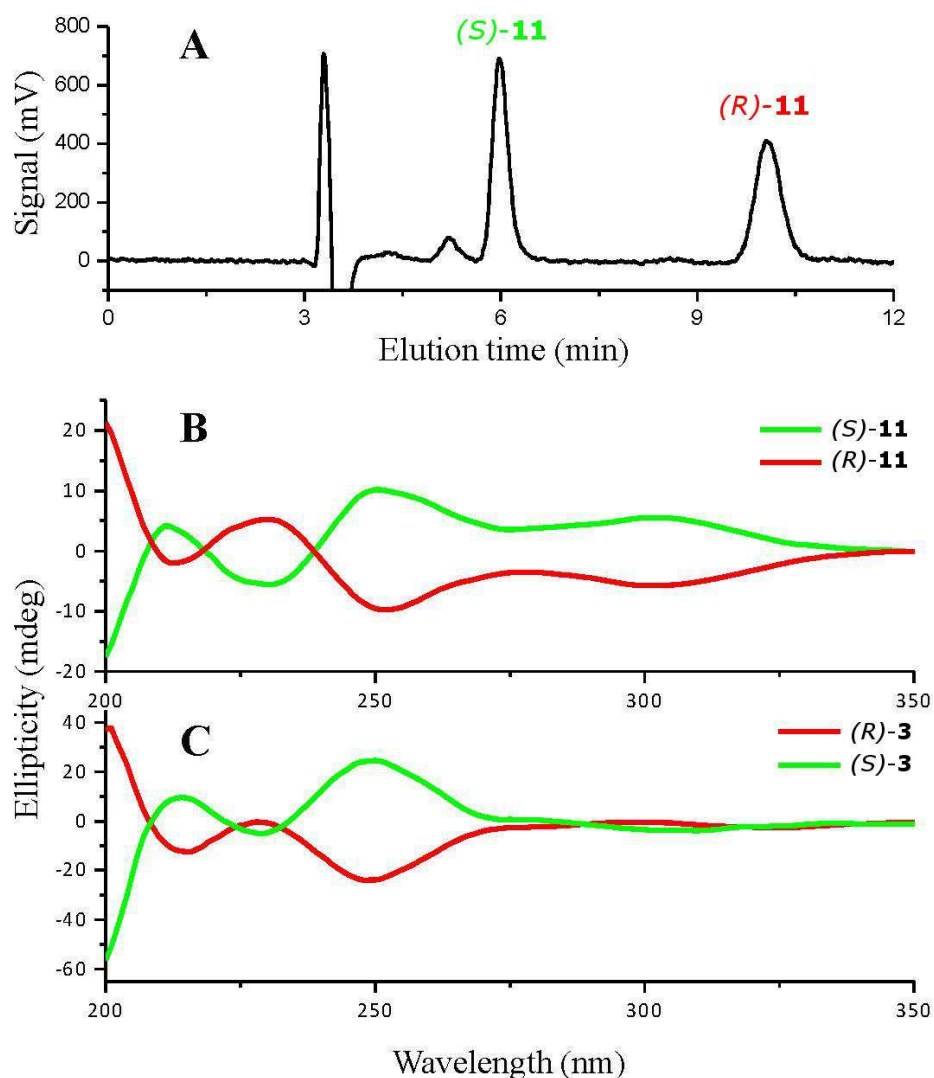 A
Signal (mV)
800
600
400
200
0
(S)-11
(R)-11
0
3
6
9
12
Elution time (min)
B
(S)-11
(R)-11
20
10
0
-10
-20
200
250
300
350
Ellipticity (mdeg)
C
(R)-3
(S)-3
40
20
0
-20
-40
-60
200
250
300
350
Wavelength (nm)